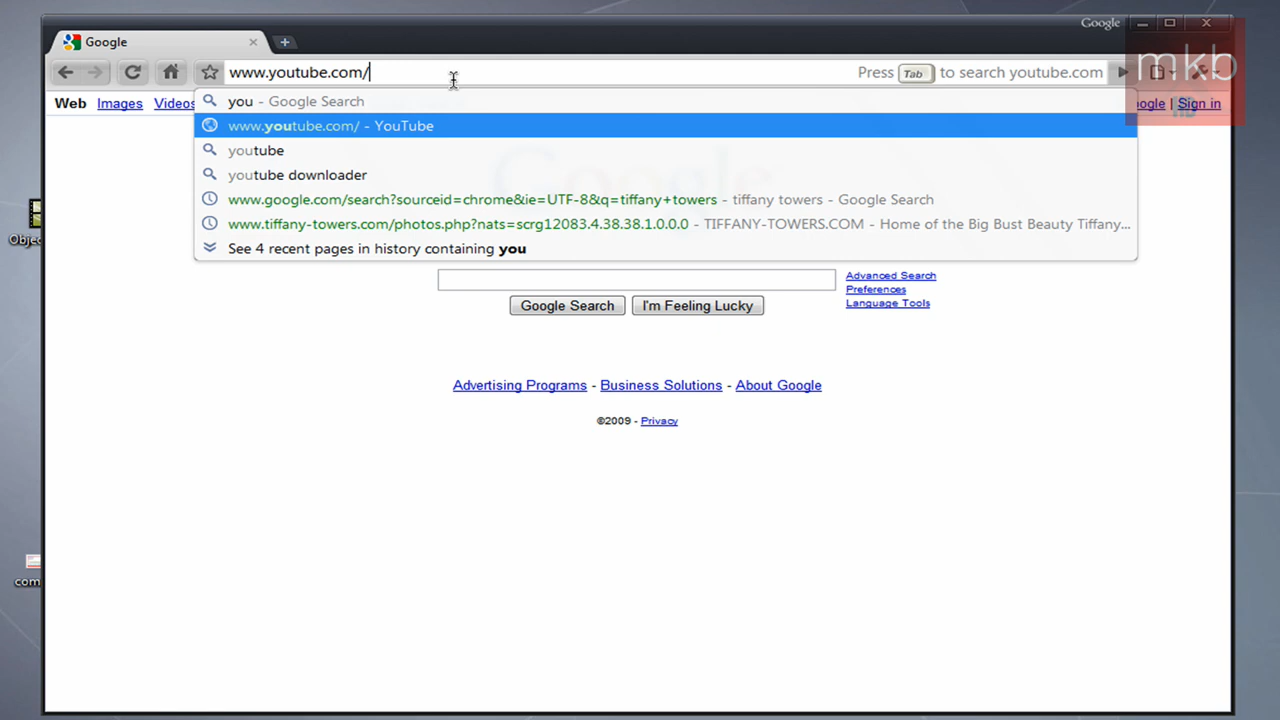 Google
Google
mkb
www.youtube.com/
Press Tab to search youtube.com
Web Images Videos
oogle | Sign in
you - Google Search
www.youtube.com/ - YouTube
youtube
youtube downloader
www.google.com/search?sourceid=chrome&ie=UTF-8&q=tiffany+towers - tiffany towers - Google Search
www.tiffany-towers.com/photos.php?nats=scrg12083.4.38.38.1.0.0.0 - TIFFANY-TOWERS.COM - Home of the Big Bust Beauty Tiffany...
See 4 recent pages in history containing you
Objec
Advanced Search
Preferences
Language Tools
Google Search I'm Feeling Lucky
Advertising Programs - Business Solutions - About Google
©2009 - Privacy
com